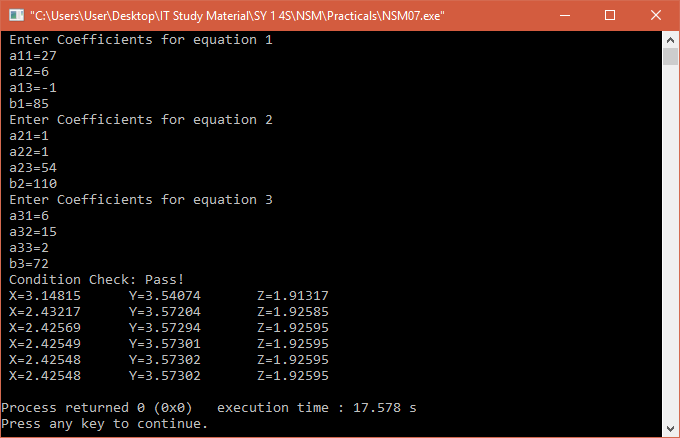 "C:\Users\User\Desktop\IT Study Material\SY 1 4S\NSM\Practicals\NSM07.exe"
Enter Coefficients for equation 1
a11=27
a12=6
a13=-1
b1=85
Enter Coefficients for equation 2
a21=1
a22=1
a23=54
b2=110
Enter Coefficients for equation 3
a31=6
a32=15
a33=2
b3=72
Condition Check: Pass!
X=3.14815 Y=3.54074 Z=1.91317
X=2.43217 Y=3.57204 Z=1.92585
X=2.42569 Y=3.57294 Z=1.92595
X=2.42549 Y=3.57301 Z=1.92595
X=2.42548 Y=3.57302 Z=1.92595
X=2.42548 Y=3.57302 Z=1.92595
Process returned 0 (0x0) execution time : 17.578 s
Press any key to continue.